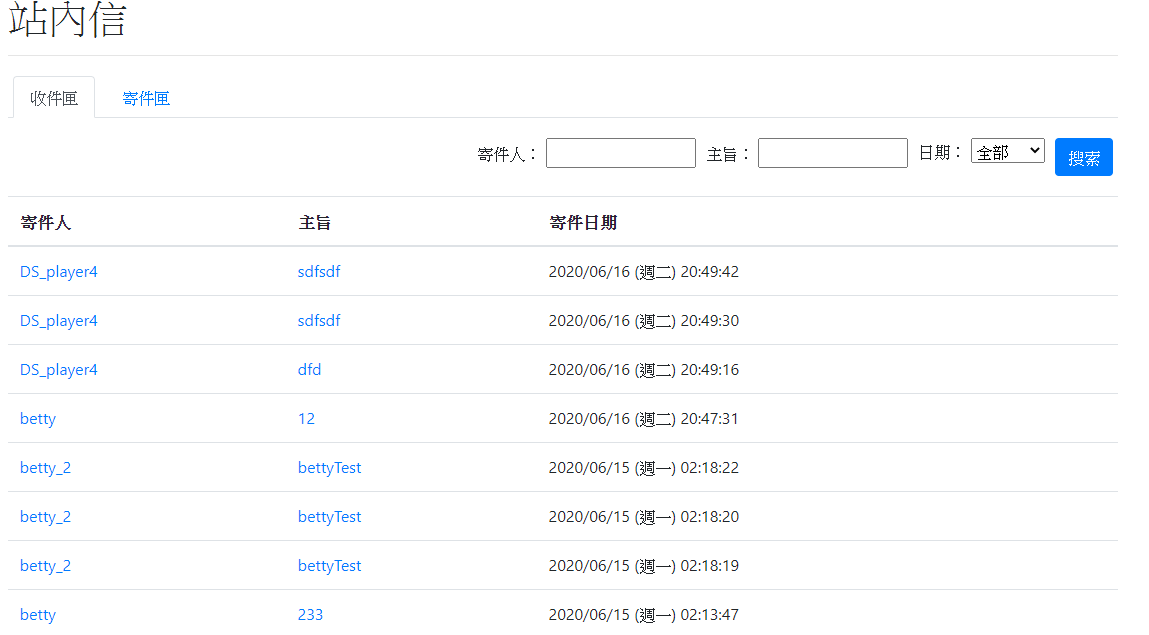 站內信
收件匣 寄件匣
寄件人： 主旨： 日期： 全部 搜索
寄件人 主旨 寄件日期
DS_player4 sdfsdf 2020/06/16 (週二) 20:49:42
DS_player4 sdfsdf 2020/06/16 (週二) 20:49:30
DS_player4 dfd 2020/06/16 (週二) 20:49:16
betty 12 2020/06/16 (週二) 20:47:31
betty_2 bettyTest 2020/06/15 (週一) 02:18:22
betty_2 bettyTest 2020/06/15 (週一) 02:18:20
betty_2 bettyTest 2020/06/15 (週一) 02:18:19
betty 233 2020/06/15 (週一) 02:13:47